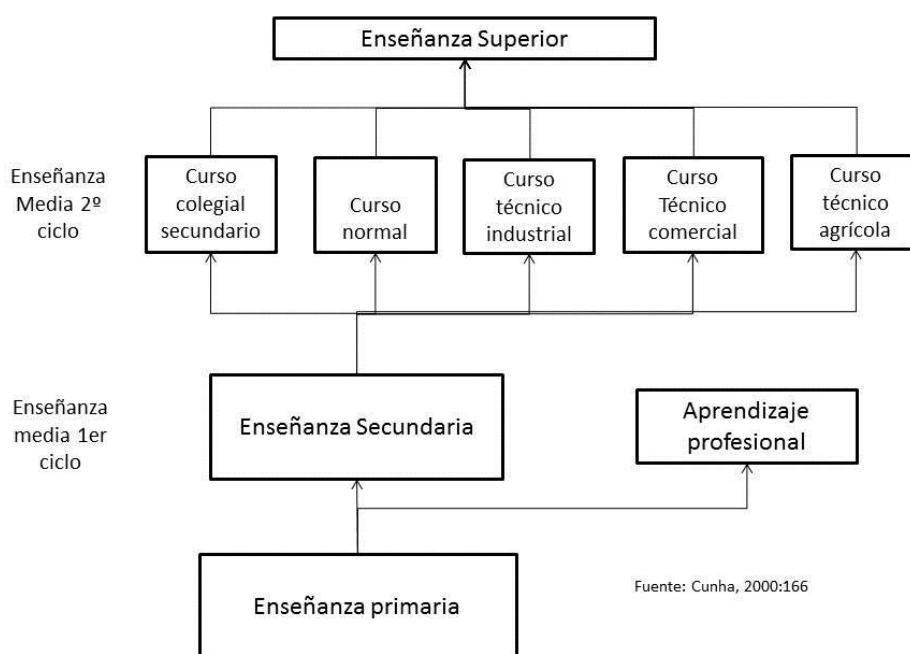 Enseñanza Superior
Enseñanza
Media 2º
ciclo
Curso
colegial
secundario
Curso
normal
Curso
técnico
industrial
Curso
Técnico
comercial
Curso
técnico
agrícola
Enseñanza
media 1er
ciclo
Enseñanza Secundaria
Aprendizaje
profesional
Enseñanza primaria
Fuente: Cunha, 2000:166